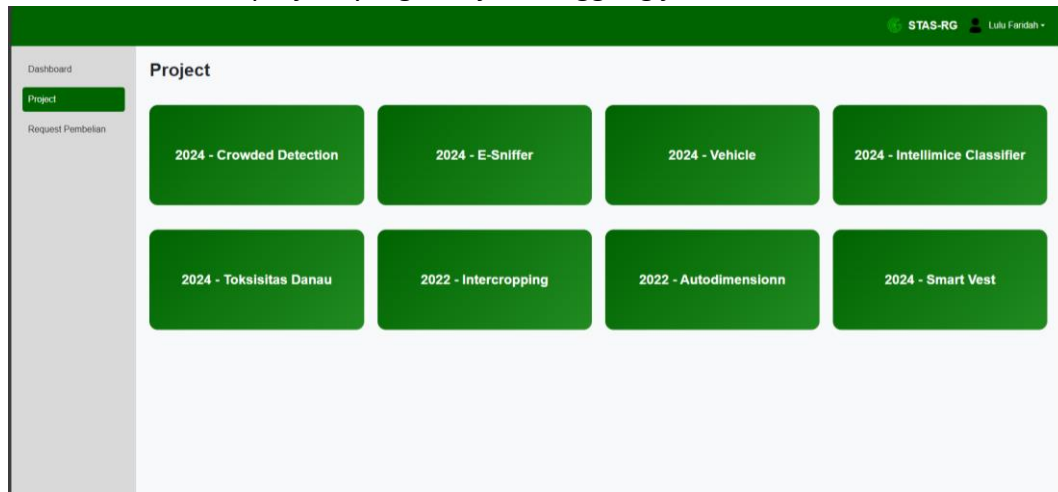 STAS-RG Lulu Faridah
Dashboard
Project
Request Pembelian
Project
2024 - Crowded Detection
2024 - E-Sniffer
2024 - Vehicle
2024 - Intellimice Classifier
2024 - Toksisitas Danau
2022 - Intercropping
2022 - Autodimensionn
2024 - Smart Vest